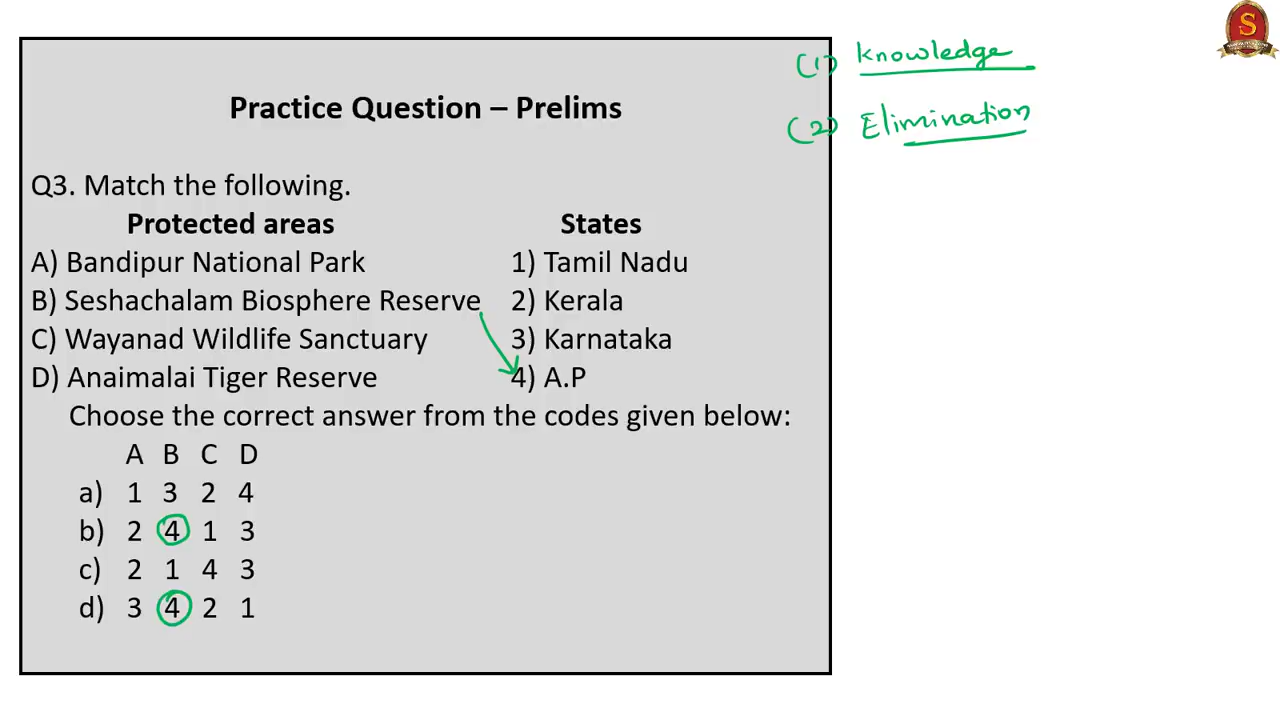 (1) knowledge
(2) Elimination
Practice Question – Prelims
Q3. Match the following.
Protected areas States
A) Bandipur National Park 1) Tamil Nadu
B) Seshachalam Biosphere Reserve 2) Kerala
C) Wayanad Wildlife Sanctuary 3) Karnataka
D) Anaimalai Tiger Reserve 4) A.P
Choose the correct answer from the codes given below:
A B C D
a) 1 3 2 4
b) 2 4 1 3
c) 2 1 4 3
d) 3 4 2 1
S